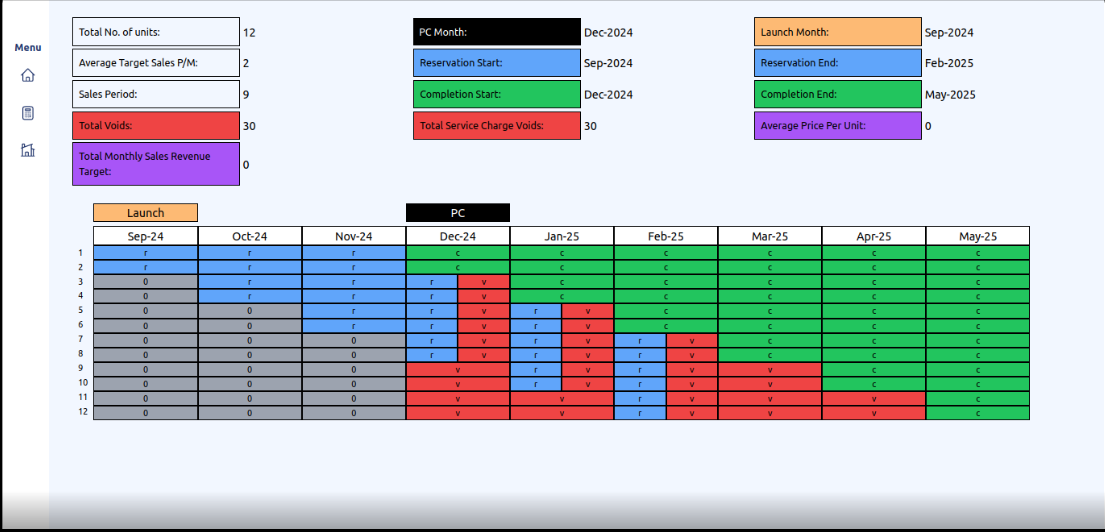 Total No. of units: 12 PC Month: Dec-2024 Launch Month: Sep-2024
Menu
Average Target Sales P/M: 2 Reservation Start: Sep-2024 Reservation End: Feb-2025
Sales Period: 9 Completion Start: Dec-2024 Completion End: May-2025
Total Voids: 30 Total Service Charge Voids: 30 Average Price Per Unit: 0
Total Monthly Sales Revenue
Target: 0
Launch PC
Sep-24 Oct-24 Nov-24 Dec-24 Jan-25 Feb-25 Mar-25 Apr-25 May-25
1 r r r c c c c c c
2 r r r c c c c c c
3 0 r r r v c c c c c
4 0 r r r v c c c c c
5 0 0 r r v r v c c c c
6 0 0 r r v r v c c c c
7 0 0 0 r v r v r v c c c
8 0 0 0 r v r v r v c c c
9 0 0 0 v r v r v v c c
10 0 0 0 v r v r v v c c
11 0 0 0 v v r v v v c
12 0 0 0 v v r v v v c